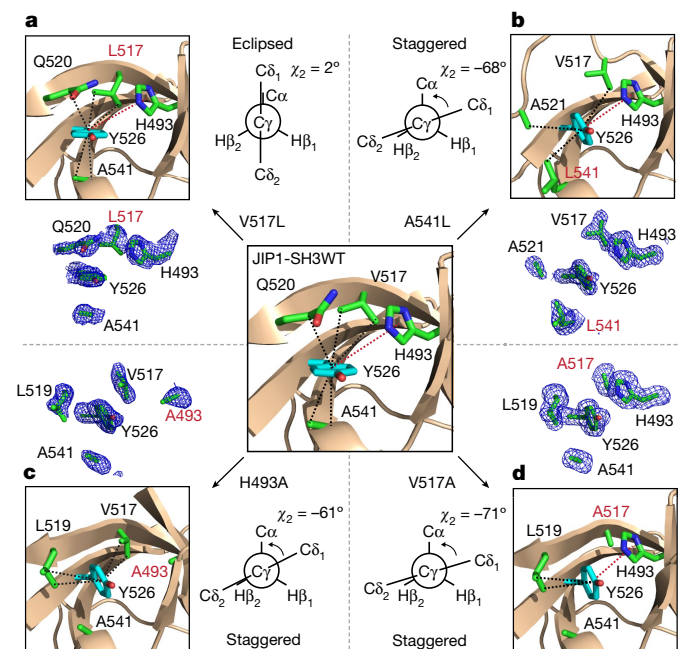 a
Q520
L517
H493
Y526
A541
Eclipsed
Cδ1
χ2 = 2°
Cα
Cγ
Hβ2
Hβ1
Cδ2
Staggered
χ2 = −68°
Cα
Cδ1
Cγ
Cδ2
Hβ2
Hβ1
b
V517
A521
H493
Y526
L541
Q520
L517
H493
Y526
A541
V517L
A541L
V517
H493
A521
Y526
L541
JIP1-SH3WT
Q520
V517
H493
Y526
A541
L519
V517
A493
Y526
A541
A517
L519
H493
Y526
A541
c
L519
V517
A493
Y526
A541
H493A
χ2 = −61°
Cα
Cδ1
Cγ
Cδ2
Hβ2
Hβ1
Staggered
V517A
χ2 = −71°
Cα
Cδ1
Cγ
Cδ2
Hβ2
Hβ1
Staggered
d
A517
L519
H493
Y526
A541